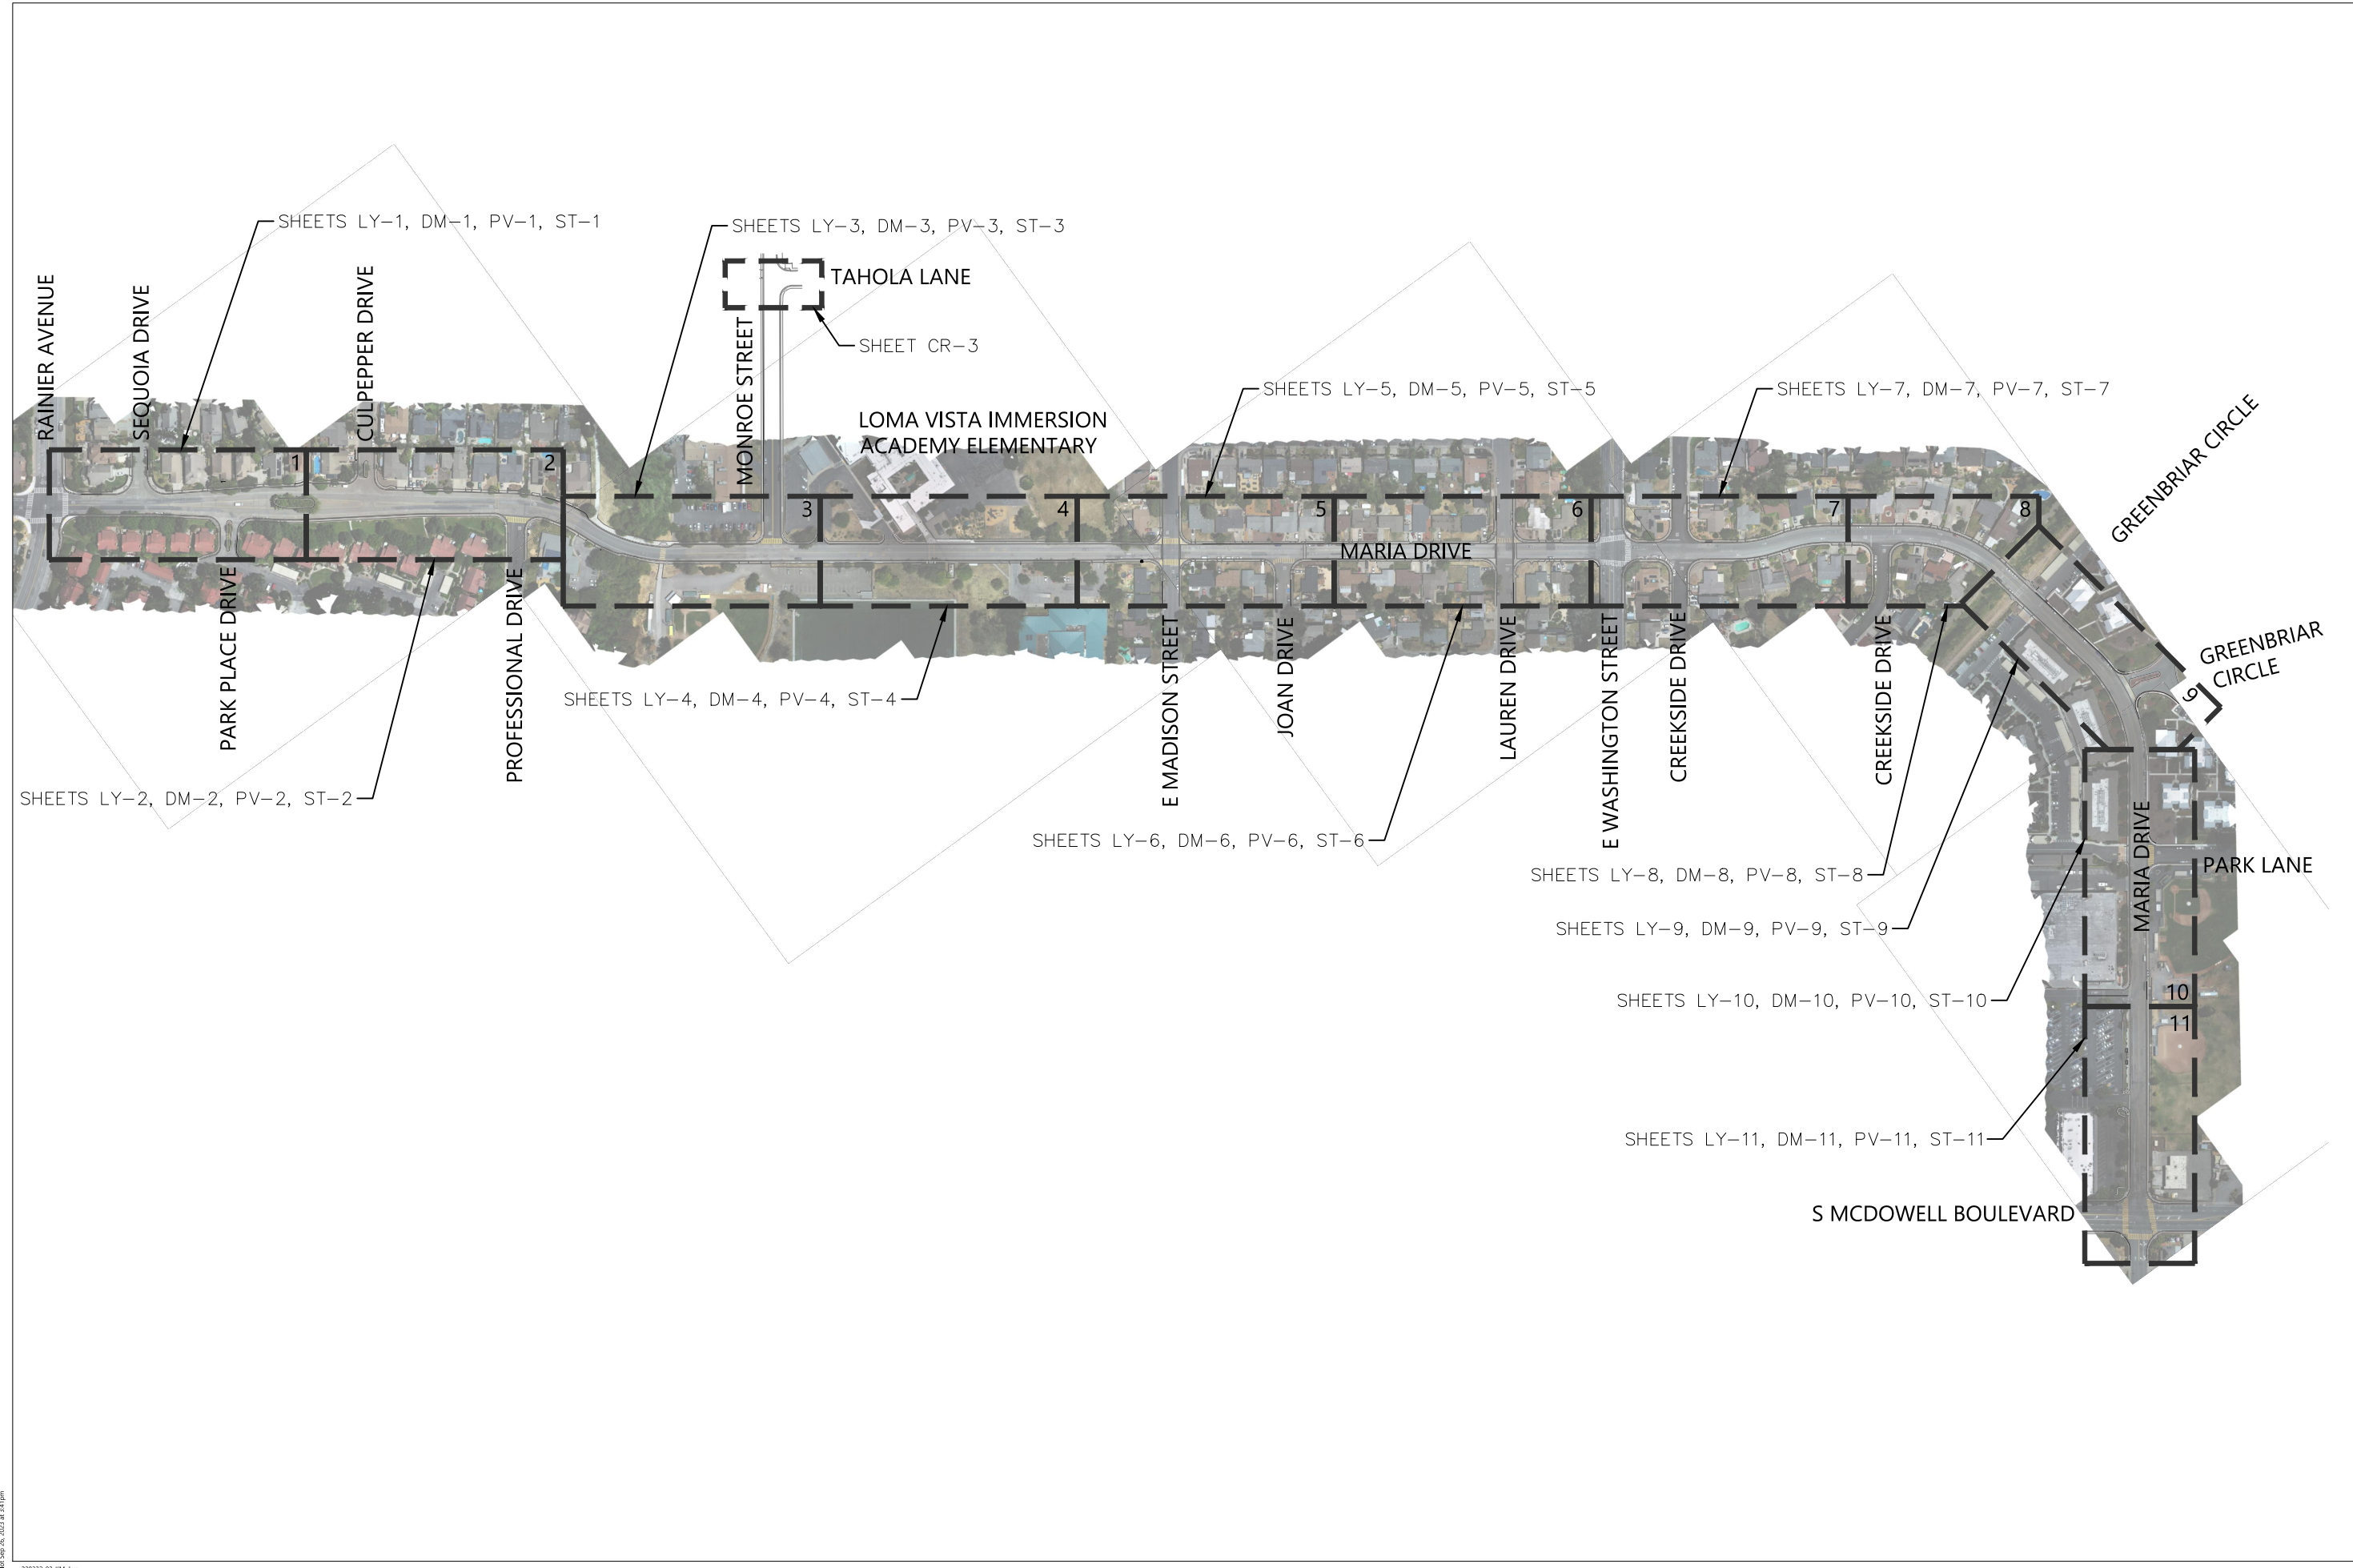 SHEETS LY-1, DM-1, PV-1, ST-1
SHEETS LY-3, DM-3, PV-3, ST-3
TAHOLA LANE
SHEET CR-3
RAINIER AVENUE
SEQUOIA DRIVE
CULPEPPER DRIVE
MONROE STREET
LOMA VISTA IMMERSION
ACADEMY ELEMENTARY
SHEETS LY-5, DM-5, PV-5, ST-5
SHEETS LY-7, DM-7, PV-7, ST-7
GREENBRIAR CIRCLE
1
2
3
4
5
6
7
8
MARIA DRIVE
PARK PLACE DRIVE
PROFESSIONAL DRIVE
E MADISON STREET
JOAN DRIVE
LAUREN DRIVE
E WASHINGTON STREET
CREEKSIDE DRIVE
CREEKSIDE DRIVE
GREENBRIAR
CIRCLE
9
SHEETS LY-4, DM-4, PV-4, ST-4
SHEETS LY-2, DM-2, PV-2, ST-2
SHEETS LY-6, DM-6, PV-6, ST-6
SHEETS LY-8, DM-8, PV-8, ST-8
MARIA DRIVE
PARK LANE
SHEETS LY-9, DM-9, PV-9, ST-9
SHEETS LY-10, DM-10, PV-10, ST-10
10
11
SHEETS LY-11, DM-11, PV-11, ST-11
S MCDOWELL BOULEVARD
Sep 26, 2023 at 3:41pm